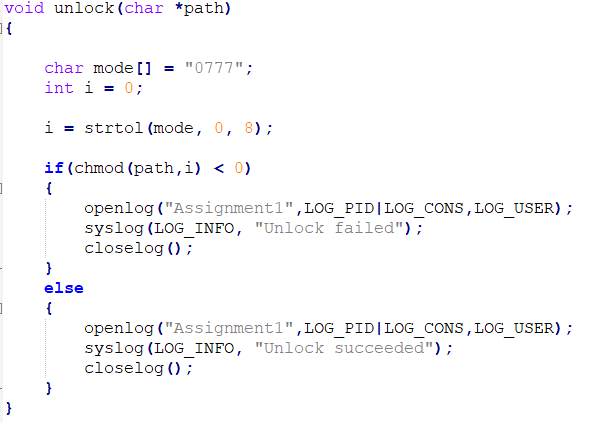 void unlock(char *path)
{
    char mode[] = "0777";
    int i = 0;
    i = strtol(mode, 0, 8);
    if(chmod(path,i) < 0)
    {
        openlog("Assignment1",LOG_PID|LOG_CONS,LOG_USER);
        syslog(LOG_INFO, "Unlock failed");
        closelog();
    }
    else
    {
        openlog("Assignment1",LOG_PID|LOG_CONS,LOG_USER);
        syslog(LOG_INFO, "Unlock succeeded");
        closelog();
    }
}